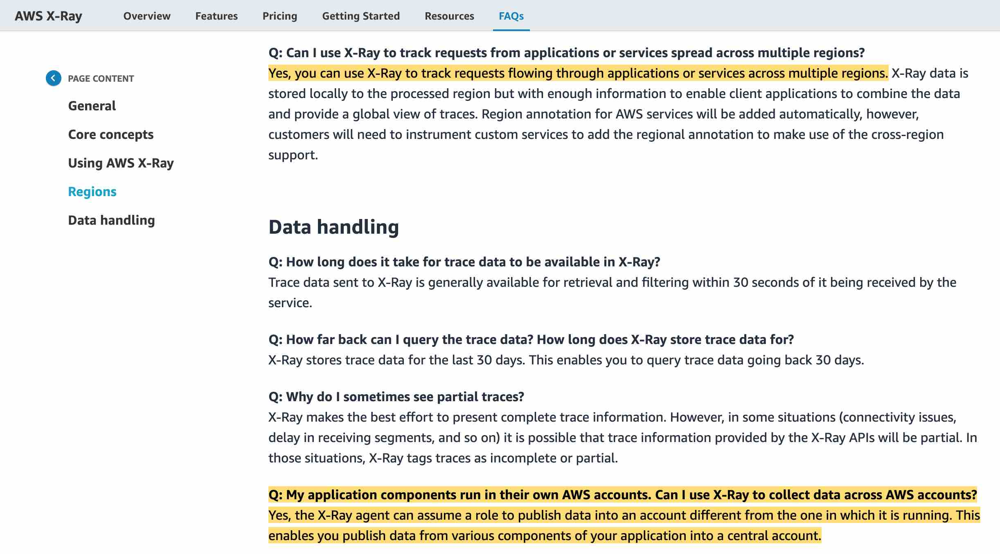 AWS X-Ray Overview Features Pricing Getting Started Resources FAQs
PAGE CONTENT
General
Core concepts
Using AWS X-Ray
Regions
Data handling
Q: Can I use X-Ray to track requests from applications or services spread across multiple regions?
Yes, you can use X-Ray to track requests flowing through applications or services across multiple regions. X-Ray data is
stored locally to the processed region but with enough information to enable client applications to combine the data
and provide a global view of traces. Region annotation for AWS services will be added automatically, however,
customers will need to instrument custom services to add the regional annotation to make use of the cross-region
support.
Data handling
Q: How long does it take for trace data to be available in X-Ray?
Trace data sent to X-Ray is generally available for retrieval and filtering within 30 seconds of it being received by the
service.
Q: How far back can I query the trace data? How long does X-Ray store trace data for?
X-Ray stores trace data for the last 30 days. This enables you to query trace data going back 30 days.
Q: Why do I sometimes see partial traces?
X-Ray makes the best effort to present complete trace information. However, in some situations (connectivity issues,
delay in receiving segments, and so on) it is possible that trace information provided by the X-Ray APIs will be partial. In
those situations, X-Ray tags traces as incomplete or partial.
Q: My application components run in their own AWS accounts. Can I use X-Ray to collect data across AWS accounts?
Yes, the X-Ray agent can assume a role to publish data into an account different from the one in which it is running. This
enables you publish data from various components of your application into a central account.